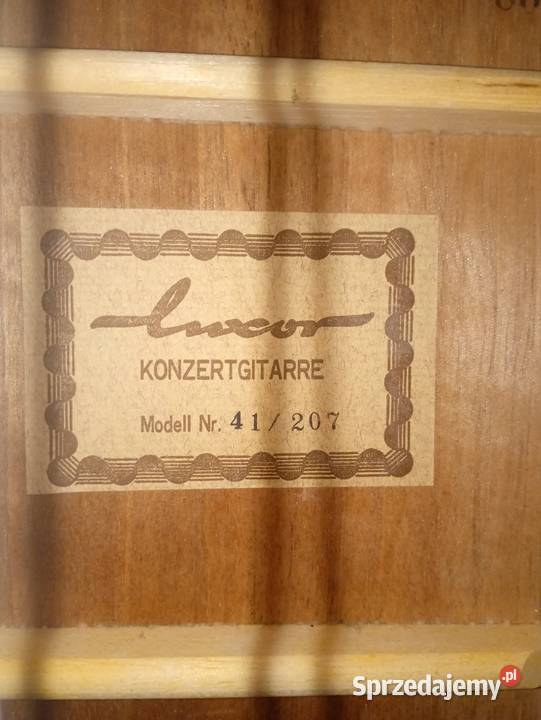 Luxor
KONZERTGITARRE
Modell Nr. 41/207
Sprzedajemy.pl